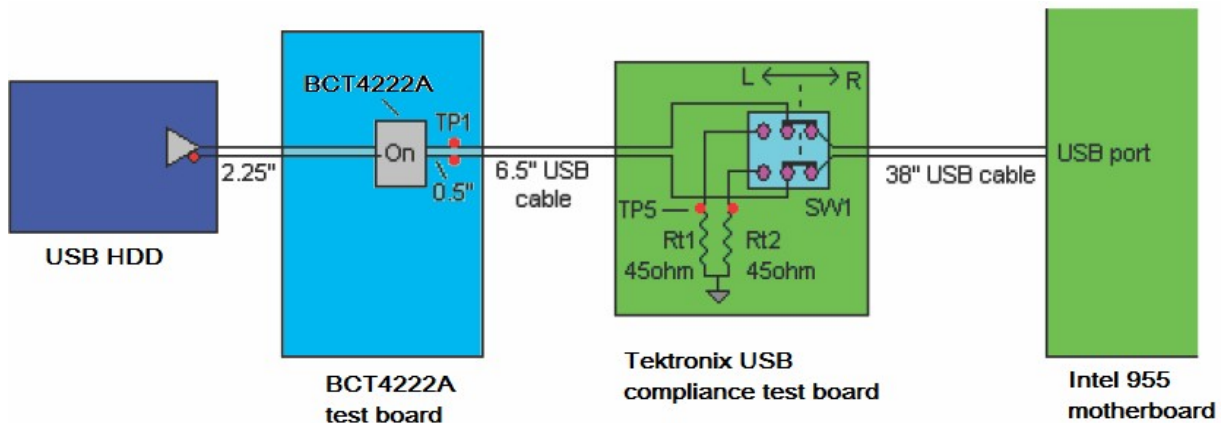 BCT4222A
L
R
TP1
On
USB port
2.25"
0.5"
6.5" USB
cable
38" USB cable
TP5
SW1
Rt1
Rt2
45ohm
45ohm
USB HDD
BCT4222A
test board
Tektronix USB
compliance test board
Intel 955
motherboard